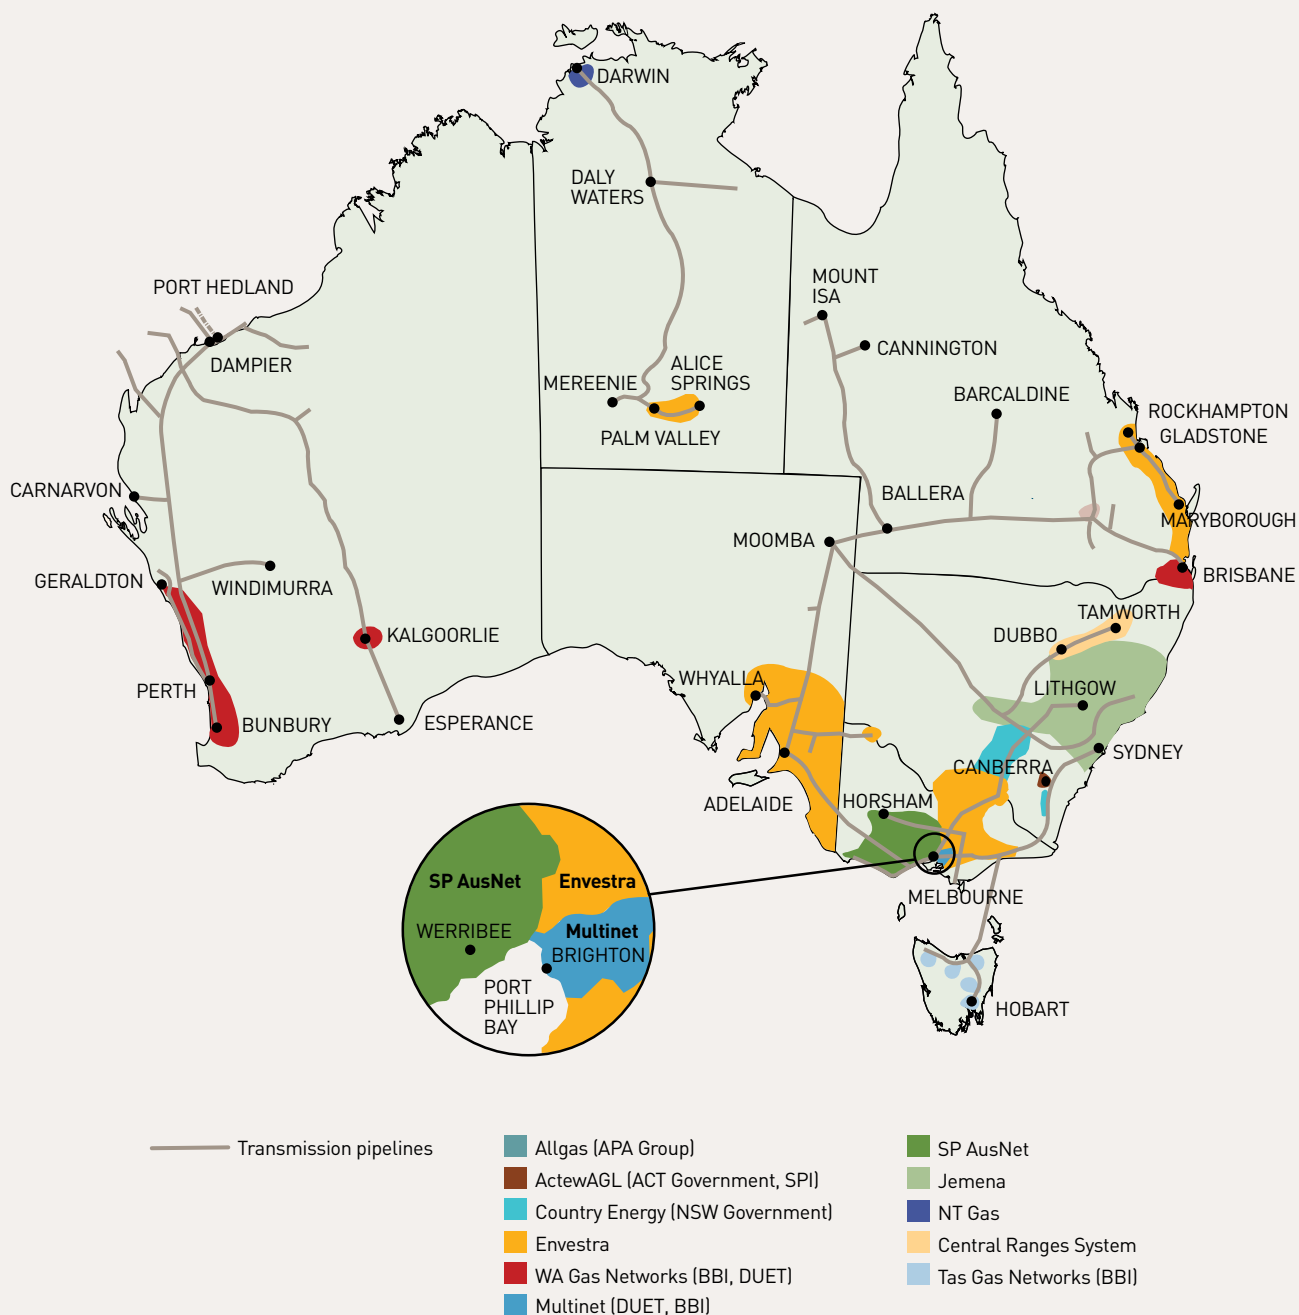 DARWIN
DALY
WATERS
PORT HEDLAND
DAMPIER
MOUNT
ISA
CANNINGTON
MEREENIE
ALICE
SPRINGS
PALM VALLEY
BARCALDINE
ROCKHAMPTON
GLADSTONE
CARNARVON
BALLERA
MARYBOROUGH
MOOMBA
GERALDTON
WINDIMURRA
BRISBANE
TAMWORTH
KALGOORLIE
DUBBO
WHYALLA
LITHGOW
PERTH
BUNBURY
ESPERANCE
SYDNEY
CANBERRA
ADELAIDE
HORSHAM
MELBOURNE
SP AusNet
Envestra
WERRIBEE
Multinet
BRIGHTON
PORT
PHILLIP
BAY
HOBART
Transmission pipelines
Allgas (APA Group)
ActewAGL (ACT Government, SPI)
Country Energy (NSW Government)
Envestra
WA Gas Networks (BBI, DUET)
Multinet (DUET, BBI)
SP AusNet
Jemena
NT Gas
Central Ranges System
Tas Gas Networks (BBI)